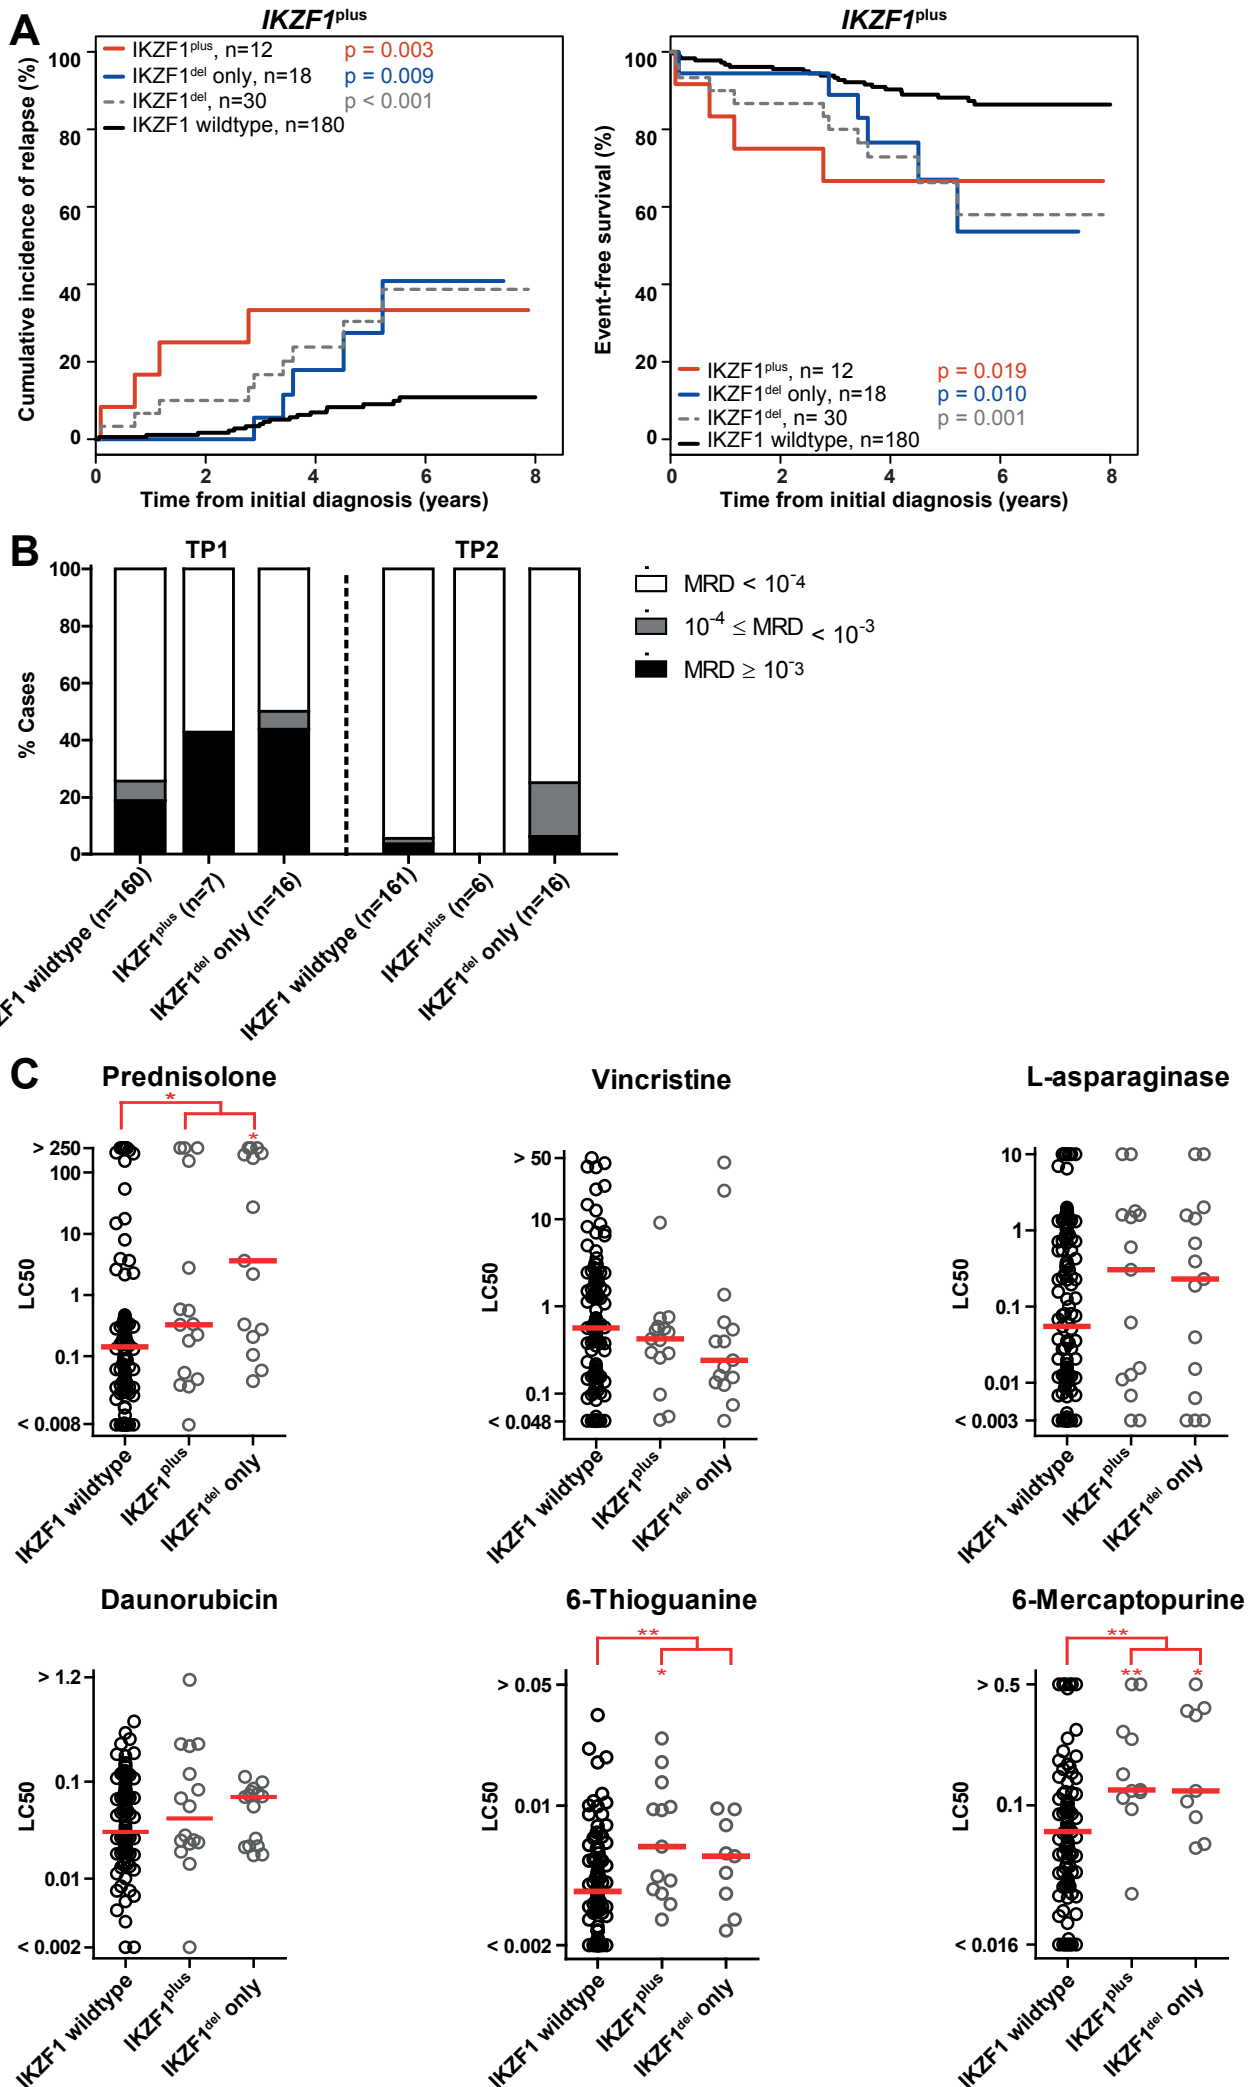 A
IKZF1plus
Cumulative incidence of relapse (%)
100
80
60
40
20
0
IKZF1plus, n=12 p = 0.003
IKZF1del only, n=18 p = 0.009
IKZF1del, n=30 p < 0.001
IKZF1 wildtype, n=180
0 2 4 6 8
Time from initial diagnosis (years)
IKZF1plus
Event-free survival (%)
100
80
60
40
20
0
IKZF1plus, n= 12 p = 0.019
IKZF1del only, n=18 p = 0.010
IKZF1del, n= 30 p = 0.001
IKZF1 wildtype, n=180
0 2 4 6 8
Time from initial diagnosis (years)
B
TP1 TP2
% Cases
100
80
60
40
20
0
KZF1 wildtype (n=160)
IKZF1plus (n=7)
IKZF1del only (n=16)
IKZF1 wildtype (n=161)
IKZF1plus (n=6)
IKZF1del only (n=16)
MRD < 10-4
10-4 ≤ MRD < 10-3
MRD ≥ 10-3
C
Prednisolone
*
*
LC50
> 250
100
10
1
0.1
< 0.008
IKZF1 wildtype
IKZF1plus
IKZF1del only
Vincristine
LC50
> 50
10
1
0.1
< 0.048
IKZF1 wildtype
IKZF1plus
IKZF1del only
L-asparaginase
LC50
10
1
0.1
0.01
< 0.003
IKZF1 wildtype
IKZF1plus
IKZF1del only
Daunorubicin
LC50
> 1.2
0.1
0.01
< 0.002
IKZF1 wildtype
IKZF1plus
IKZF1del only
6-Thioguanine
**
*
LC50
> 0.05
0.01
< 0.002
IKZF1 wildtype
IKZF1plus
IKZF1del only
6-Mercaptopurine
**
** *
LC50
> 0.5
0.1
< 0.016
IKZF1 wildtype
IKZF1plus
IKZF1del only